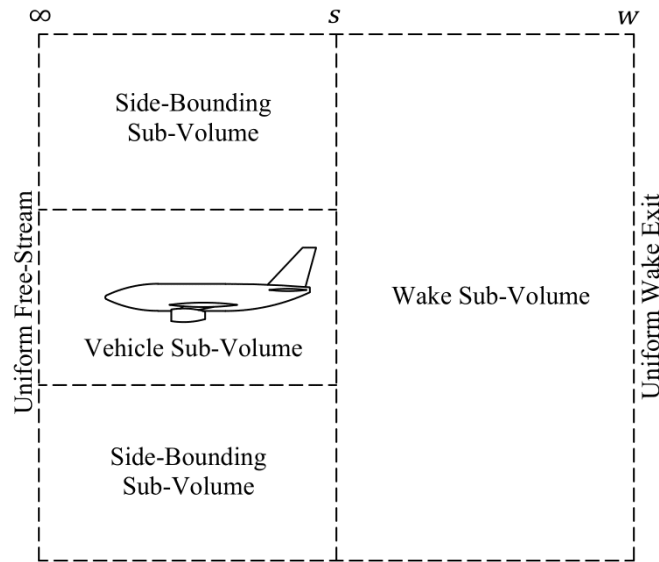 ∞
s
w
Side-Bounding
Sub-Volume
Uniform Free-Stream
Vehicle Sub-Volume
Wake Sub-Volume
Uniform Wake Exit
Side-Bounding
Sub-Volume